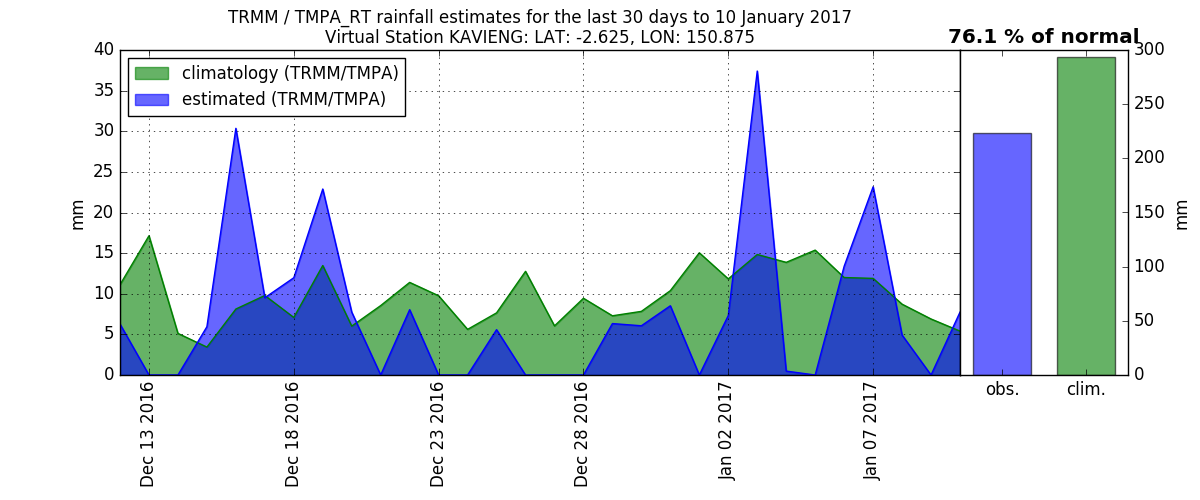 TRMM / TMPA_RT rainfall estimates for the last 30 days to 10 January 2017
Virtual Station KAVIENG: LAT: -2.625, LON: 150.875
76.1 % of normal
climatology (TRMM/TMPA)
estimated (TRMM/TMPA)
40
35
30
25
20
15
10
5
0
mm
Dec 13 2016
Dec 18 2016
Dec 23 2016
Dec 28 2016
Jan 02 2017
Jan 07 2017
300
250
200
150
100
50
0
mm
obs.
clim.